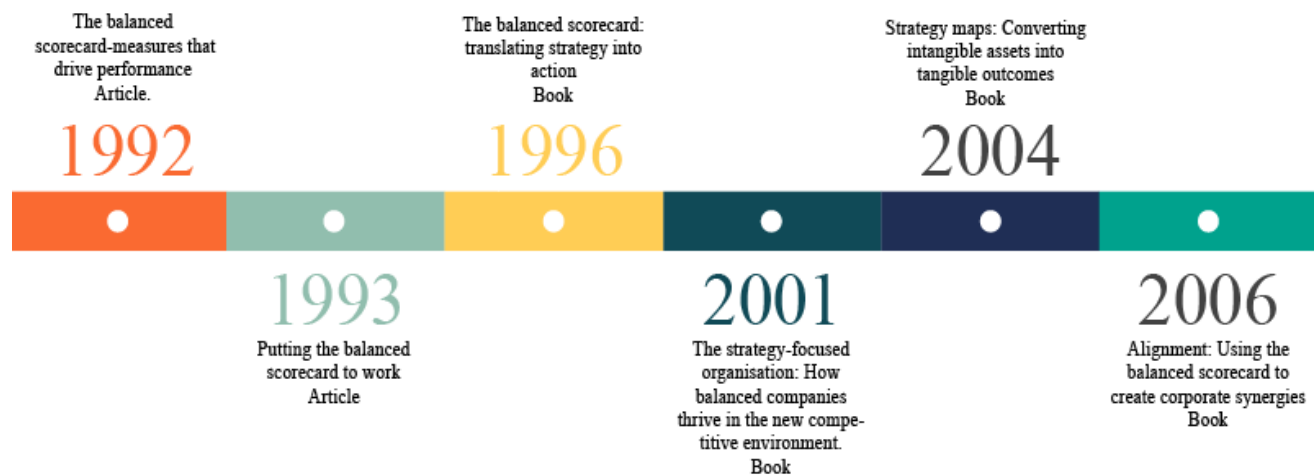 The balanced
scorecard-measures that
drive performance
Article.
1992
1993
Putting the balanced
scorecard to work
Article
The balanced scorecard:
translating strategy into
action
Book
1996
2001
The strategy-focused
organisation: How
balanced companies
thrive in the new compe-
titive environment.
Book
Strategy maps: Converting
intangible assets into
tangible outcomes
Book
2004
2006
Alignment: Using the
balanced scorecard to
create corporate synergies
Book